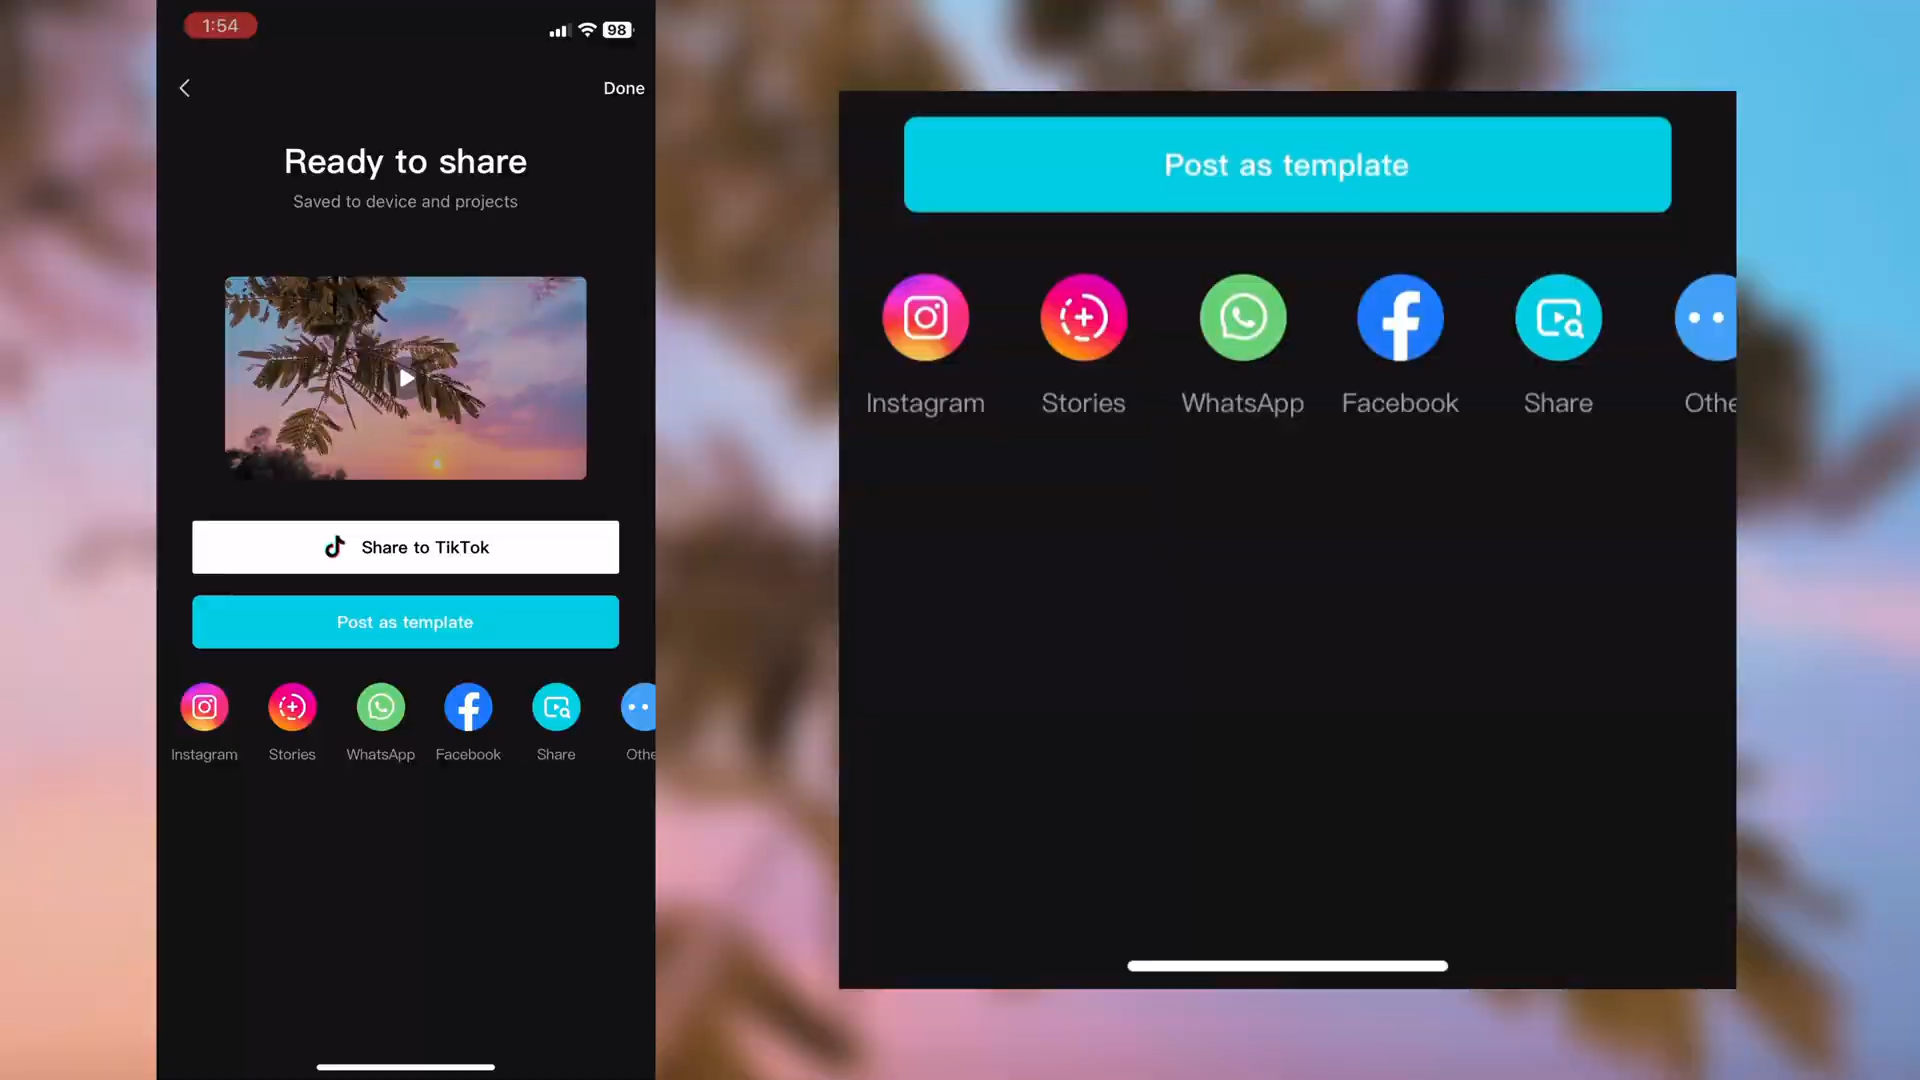 1:54
98
Done
Ready to share
Saved to device and projects
Share to TikTok
Post as template
Instagram Stories WhatsApp Facebook Share Othe
Post as template
Instagram Stories WhatsApp Facebook Share Othe